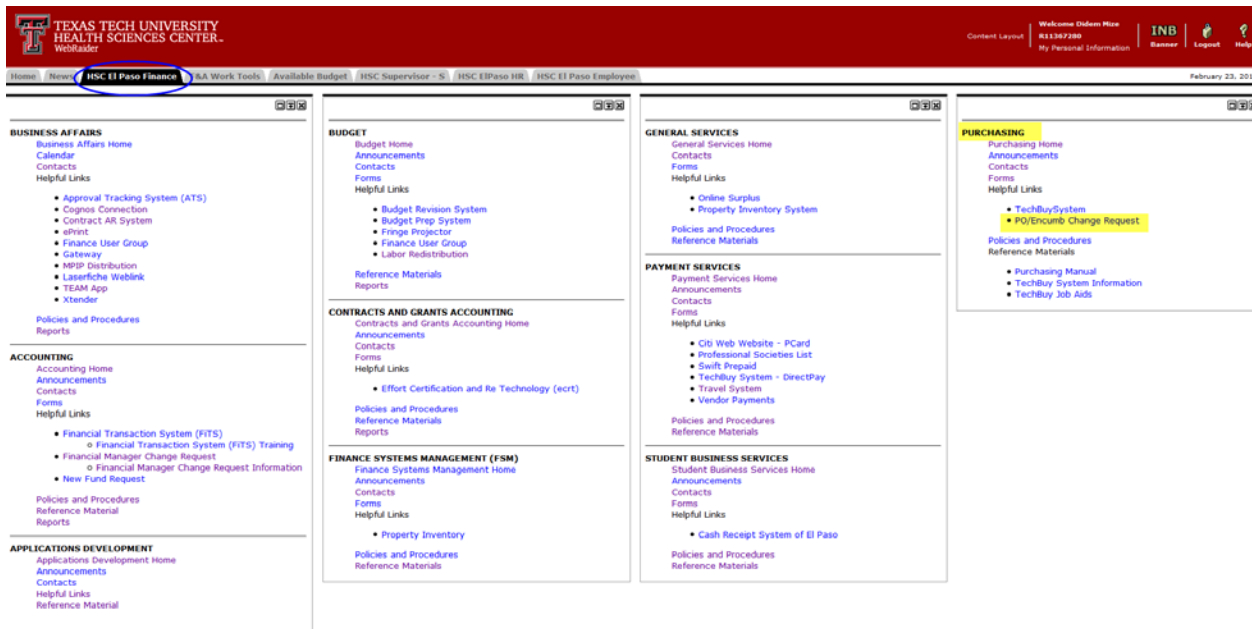 TEXAS TECH UNIVERSITY
HEALTH SCIENCES CENTER
WebRaider
Content Layout
Welcome Didem Mize
R11367280
My Personal Information
INB
Banner
Logout
Help
Home
News
HSC El Paso Finance
F&A Work Tools
Available Budget
HSC Supervisor - S
HSC ElPaso HR
HSC El Paso Employee
February 23, 201
BUSINESS AFFAIRS
Business Affairs Home
Calendar
Contacts
Helpful Links
• Approval Tracking System (ATS)
• Cognos Connection
• Contract AR System
• ePrint
• Finance User Group
• Gateway
• MPIP Distribution
• Laserfiche Weblink
• TEAM App
• Xtender
Policies and Procedures
Reports
ACCOUNTING
Accounting Home
Announcements
Contacts
Forms
Helpful Links
• Financial Transaction System (FiTS)
o Financial Transaction System (FiTS) Training
• Financial Manager Change Request
o Financial Manager Change Request Information
• New Fund Request
Policies and Procedures
Reference Material
Reports
APPLICATIONS DEVELOPMENT
Applications Development Home
Announcements
Contacts
Helpful Links
Reference Material
BUDGET
Budget Home
Announcements
Contacts
Forms
Helpful Links
• Budget Revision System
• Budget Prep System
• Fringe Projector
• Finance User Group
• Labor Redistribution
Reference Materials
Reports
CONTRACTS AND GRANTS ACCOUNTING
Contracts and Grants Accounting Home
Announcements
Contacts
Forms
Helpful Links
• Effort Certification and Re Technology (ecrt)
Policies and Procedures
Reference Materials
Reports
FINANCE SYSTEMS MANAGEMENT (FSM)
Finance Systems Management Home
Announcements
Contacts
Forms
Helpful Links
• Property Inventory
Policies and Procedures
Reference Materials
GENERAL SERVICES
General Services Home
Contacts
Forms
Helpful Links
• Online Surplus
• Property Inventory System
Policies and Procedures
Reference Materials
PAYMENT SERVICES
Payment Services Home
Announcements
Contacts
Forms
Helpful Links
• Citi Web Website - PCard
• Professional Societies List
• Swift Prepaid
• TechBuy System - DirectPay
• Travel System
• Vendor Payments
Policies and Procedures
Reference Materials
STUDENT BUSINESS SERVICES
Student Business Services Home
Announcements
Contacts
Forms
Helpful Links
• Cash Receipt System of El Paso
Policies and Procedures
Reference Materials
PURCHASING
Purchasing Home
Announcements
Contacts
Forms
Helpful Links
• TechBuySystem
• PO/Encumb Change Request
Policies and Procedures
Reference Materials
• Purchasing Manual
• TechBuy System Information
• TechBuy Job Aids